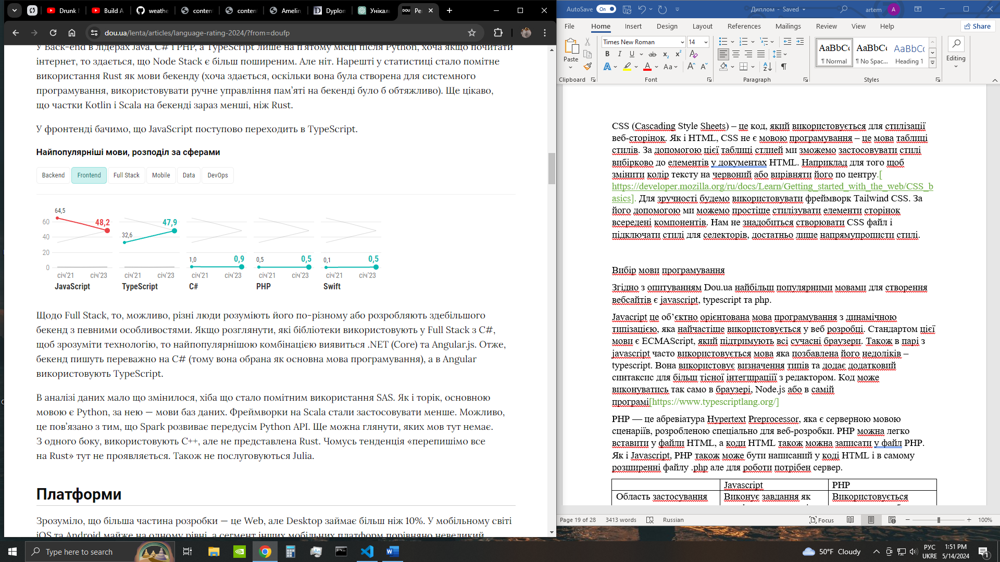 Drunk
Build A
weathe
conten
conten
Amelin
Dyplom
Уніка
DOU
Pe
dou.ua/lenta/articles/language-rating-2024/?from=doufp
У Back-end в лідерах Java, C# і PHP, а TypeScript лише на п'ятому місці після Python, хоча якщо почитати
інтернет, то здається, що Node Stack є більш поширеним. Але ніт. Нарешті у статистиці стало помітне
використання Rust як мови бекенду (хоча здається, оскільки вона була створена для системного
програмування, використовувати ручне управління пам’яті на бекенді було б обтяжливо). Ще цікаво,
що частки Kotlin і Scala на бекенді зараз менші, ніж Rust.
У фронтенді бачимо, що JavaScript поступово переходить в TypeScript.
Найпопулярніші мови, розподіл за сферами
Backend Frontend Full Stack Mobile Data DevOps
60
40
20
0
64,5 48,2
січ'21 січ'23
JavaScript
32,6 47,9
січ'21 січ'23
TypeScript
1,0 0,9
січ'21 січ'23
C#
0,5 0,5
січ'21 січ'23
PHP
0,1 0,5
січ'21 січ'23
Swift
Щодо Full Stack, то, можливо, різні люди розуміють його по-різному або розробляють здебільшого
бекенд з певними особливостями. Якщо розглянути, які бібліотеки використовують у Full Stack з C#,
щоб зрозуміти технологію, то найпопулярнішою комбінацією виявиться .NET (Core) та Angular.js. Отже,
бекенд пишуть переважно на C# (тому вона обрана як основна мова програмування), а в Angular
використовують TypeScript.
В аналізі даних мало що змінилося, хіба що стало помітним використання SAS. Як і торік, основною
мовою є Python, за нею — мови баз даних. Фреймворки на Scala стали застосовувати менше. Можливо,
це пов’язано з тим, що Spark розвиває передусім Python API. Ще можна глянути, яких мов тут немає.
З одного боку, використовують C++, але не представлена Rust. Чомусь тенденція «перепишімо все
на Rust» тут не проявляється. Також не послуговуються Julia.
Платформи
Зрозуміло, що більша частина розробки — це Web, але Desktop займає більш ніж 10%. У мобільному світі
iOS та Android майже на одному рівні, а сегмент інших мобільних платформ порівняно невеликий.
AutoSave On Диплом - Saved artem A
File Home Insert Design Layout References Mailings Review View Help Share
Paste
Times New Roman 14
B I U ab x₂ x²
A A Aa A A
AaBbCc AaBbCc AaBbCc
¶ Normal ¶ No Spac... Heading 1
Editing
Clipboard Font Paragraph Styles
CSS (Cascading Style Sheets) – це код, який використовується для стилізації
веб-сторінок. Як і HTML, CSS не є мовою програмування – це мова таблиці
стилів. За допомогою цієї таблиці стлией ми зможемо застосовувати стилі
вибірково до елементів у документах HTML. Наприклад для того щоб
змінити колір тексту на червоний або вирівняти його по центру.[
https://developer.mozilla.org/ru/docs/Learn/Getting_started_with_the_web/CSS_b
asics]. Для зручності будемо використовувати фреймворк Tailwind CSS. За
його допомогою ми можемо простіше стилізувати елементи сторінок
всередені компонентів. Нам не знадобиться створювати CSS файл і
підключати стилі для селекторів, достатньо лише напрямупрописти стилі.
Вибір мови програмування
Згідно з опитуванням Dou.ua найбільш популярними мовами для створення
вебсайтів є javascript, typescript та php.
Javacript це об’єктно орієнтована мова програмування з динамічною
типізацією, яка найчастіше використовується у веб розробці. Стандартом цієї
мови є ECMAScript, який підтримують всі сучасні браузери. Також в парі з
javascript часто використовується мова яка позбавлена його недоліків –
typescript. Вона використовує визначення типів та додає додатковий
синтаксис для більш тісної інтегшраціїї з редактором. Код може
виконуватись так само в браузері, Node.js або в самій
програмі[https://www.typescriptlang.org/]
PHP — це абревіатура Hypertext Preprocessor, яка є серверною мовою
сценаріїв, розробленою спеціально для веб-розробки. PHP можна легко
вставити у файли HTML, а коди HTML також можна записати у файл PHP.
Як і Javascript, PHP також може бути написаний у коді HTML і в самому
розширенні файлу .php але для роботи потрібен сервер.
Javascript PHP
Область застосування Виконує завдання як Використовується
Page 19 of 28 3413 words Russian Focus 100%
Type here to search
50°F Cloudy
РУС
UKRE
1:51 PM
5/14/2024
1